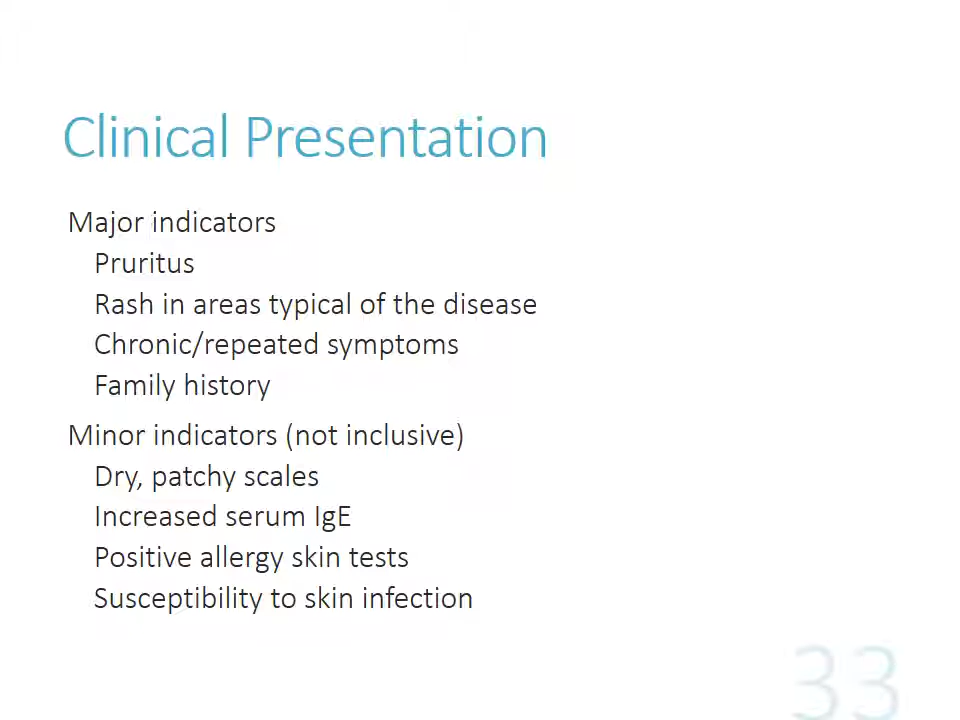 Clinical Presentation
Major indicators
Pruritus
Rash in areas typical of the disease
Chronic/repeated symptoms
Family history
Minor indicators (not inclusive)
Dry, patchy scales
Increased serum IgE
Positive allergy skin tests
Susceptibility to skin infection
33